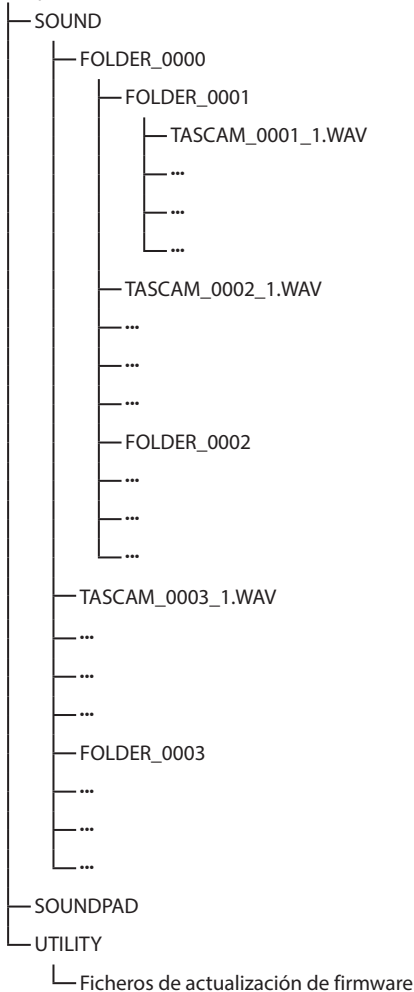 SOUND
FOLDER_0000
FOLDER_0001
TASCAM_0001_1.WAV
...
...
...
TASCAM_0002_1.WAV
...
...
...
FOLDER_0002
...
...
...
TASCAM_0003_1.WAV
...
...
...
FOLDER_0003
...
...
...
SOUNDPAD
UTILITY
Ficheros de actualización de firmware